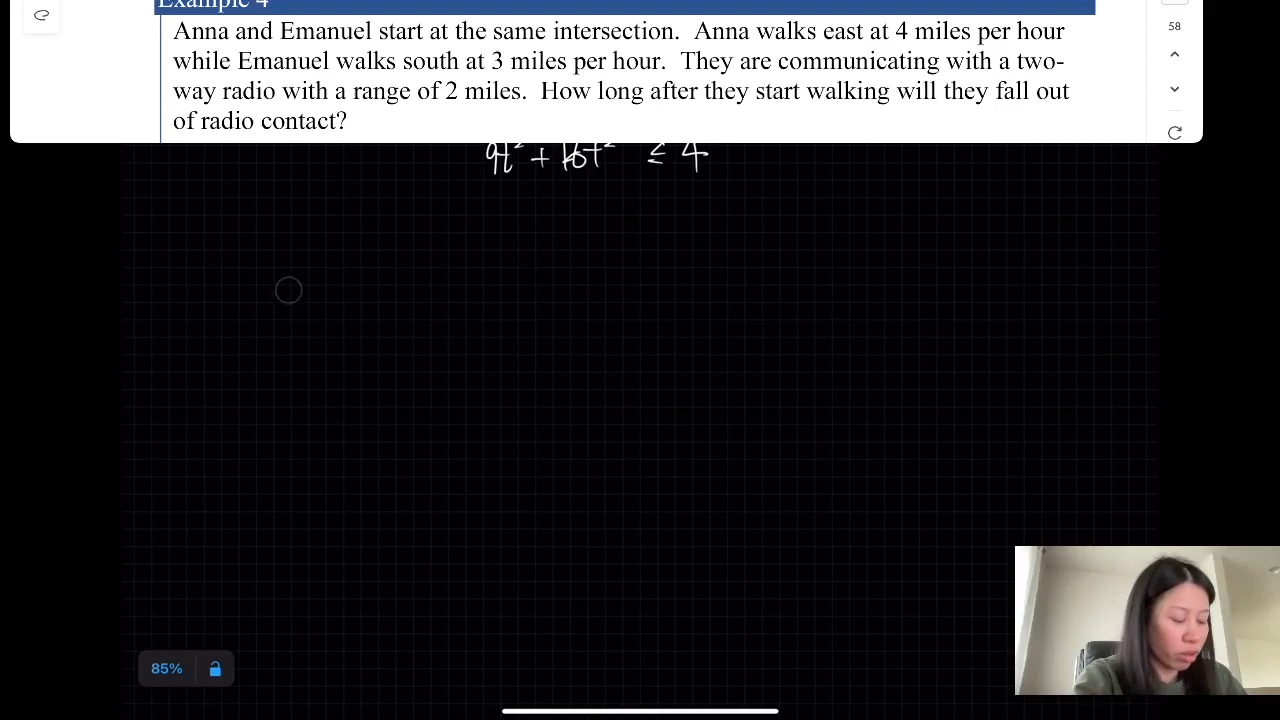 Example 4
58
Anna and Emanuel start at the same intersection. Anna walks east at 4 miles per hour
while Emanuel walks south at 3 miles per hour. They are communicating with a two-
way radio with a range of 2 miles. How long after they start walking will they fall out
of radio contact?
9t² + 16t² ≤ 4
85%